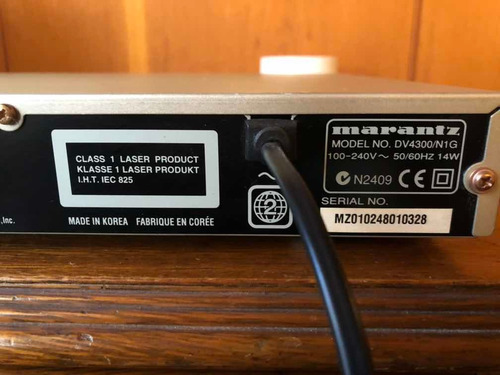 CLASS 1 LASER PRODUCT
KLASSE 1 LASER PRODUKT
I.H.T. IEC 825
, Inc.
MADE IN KOREA FABRIQUE EN CORÉE
2
marantz
MODEL NO. DV4300/N1G
100-240V~ 50/60HZ 14W
N2409 CE
SERIAL NO.
MZ010248010328